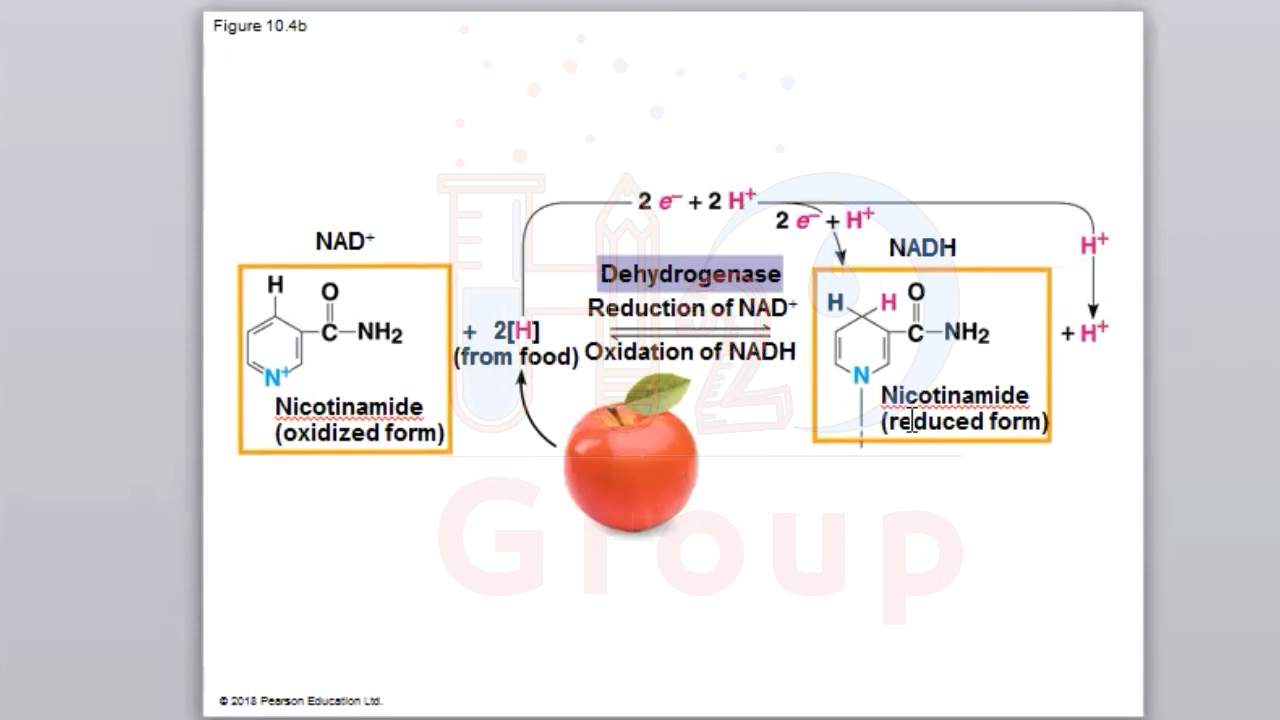 Figure 10.4b
2 e⁻ + 2 H⁺
2 e⁻ + H⁺
H⁺
NAD⁺
NADH
H
O
C NH₂
N⁺
Nicotinamide
(oxidized form)
+ 2[H]
(from food)
Dehydrogenase
Reduction of NAD⁺
Oxidation of NADH
H H
O
C NH₂
N
Nicotinamide
(reduced form)
+ H⁺
Group
© 2018 Pearson Education Ltd.